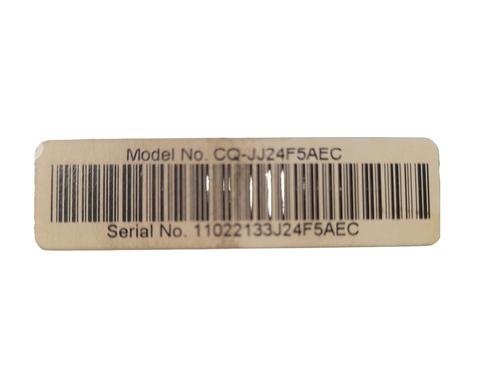 Model No. CQ-JJ24F5AEC
Serial No. 11022133J24F5AEC